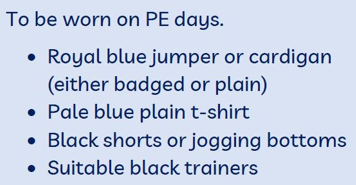 To be worn on PE days.
• Royal blue jumper or cardigan
(either badged or plain)
• Pale blue plain t-shirt
• Black shorts or jogging bottoms
• Suitable black trainers